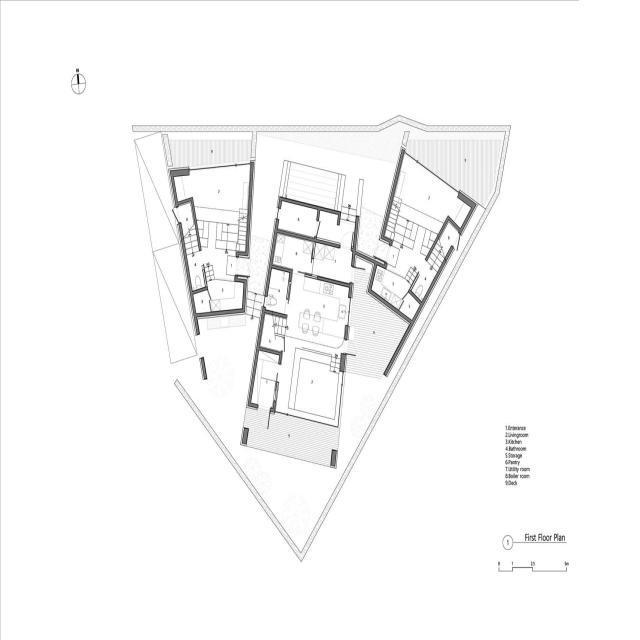 N
1.Enterance
2.Livingroom
3.Kitchen
4.Bathroom
5.Storage
6.Pantry
7.Utility room
8.Boiler room
9.Deck
1 First Floor Plan
0 1 2.5 5m